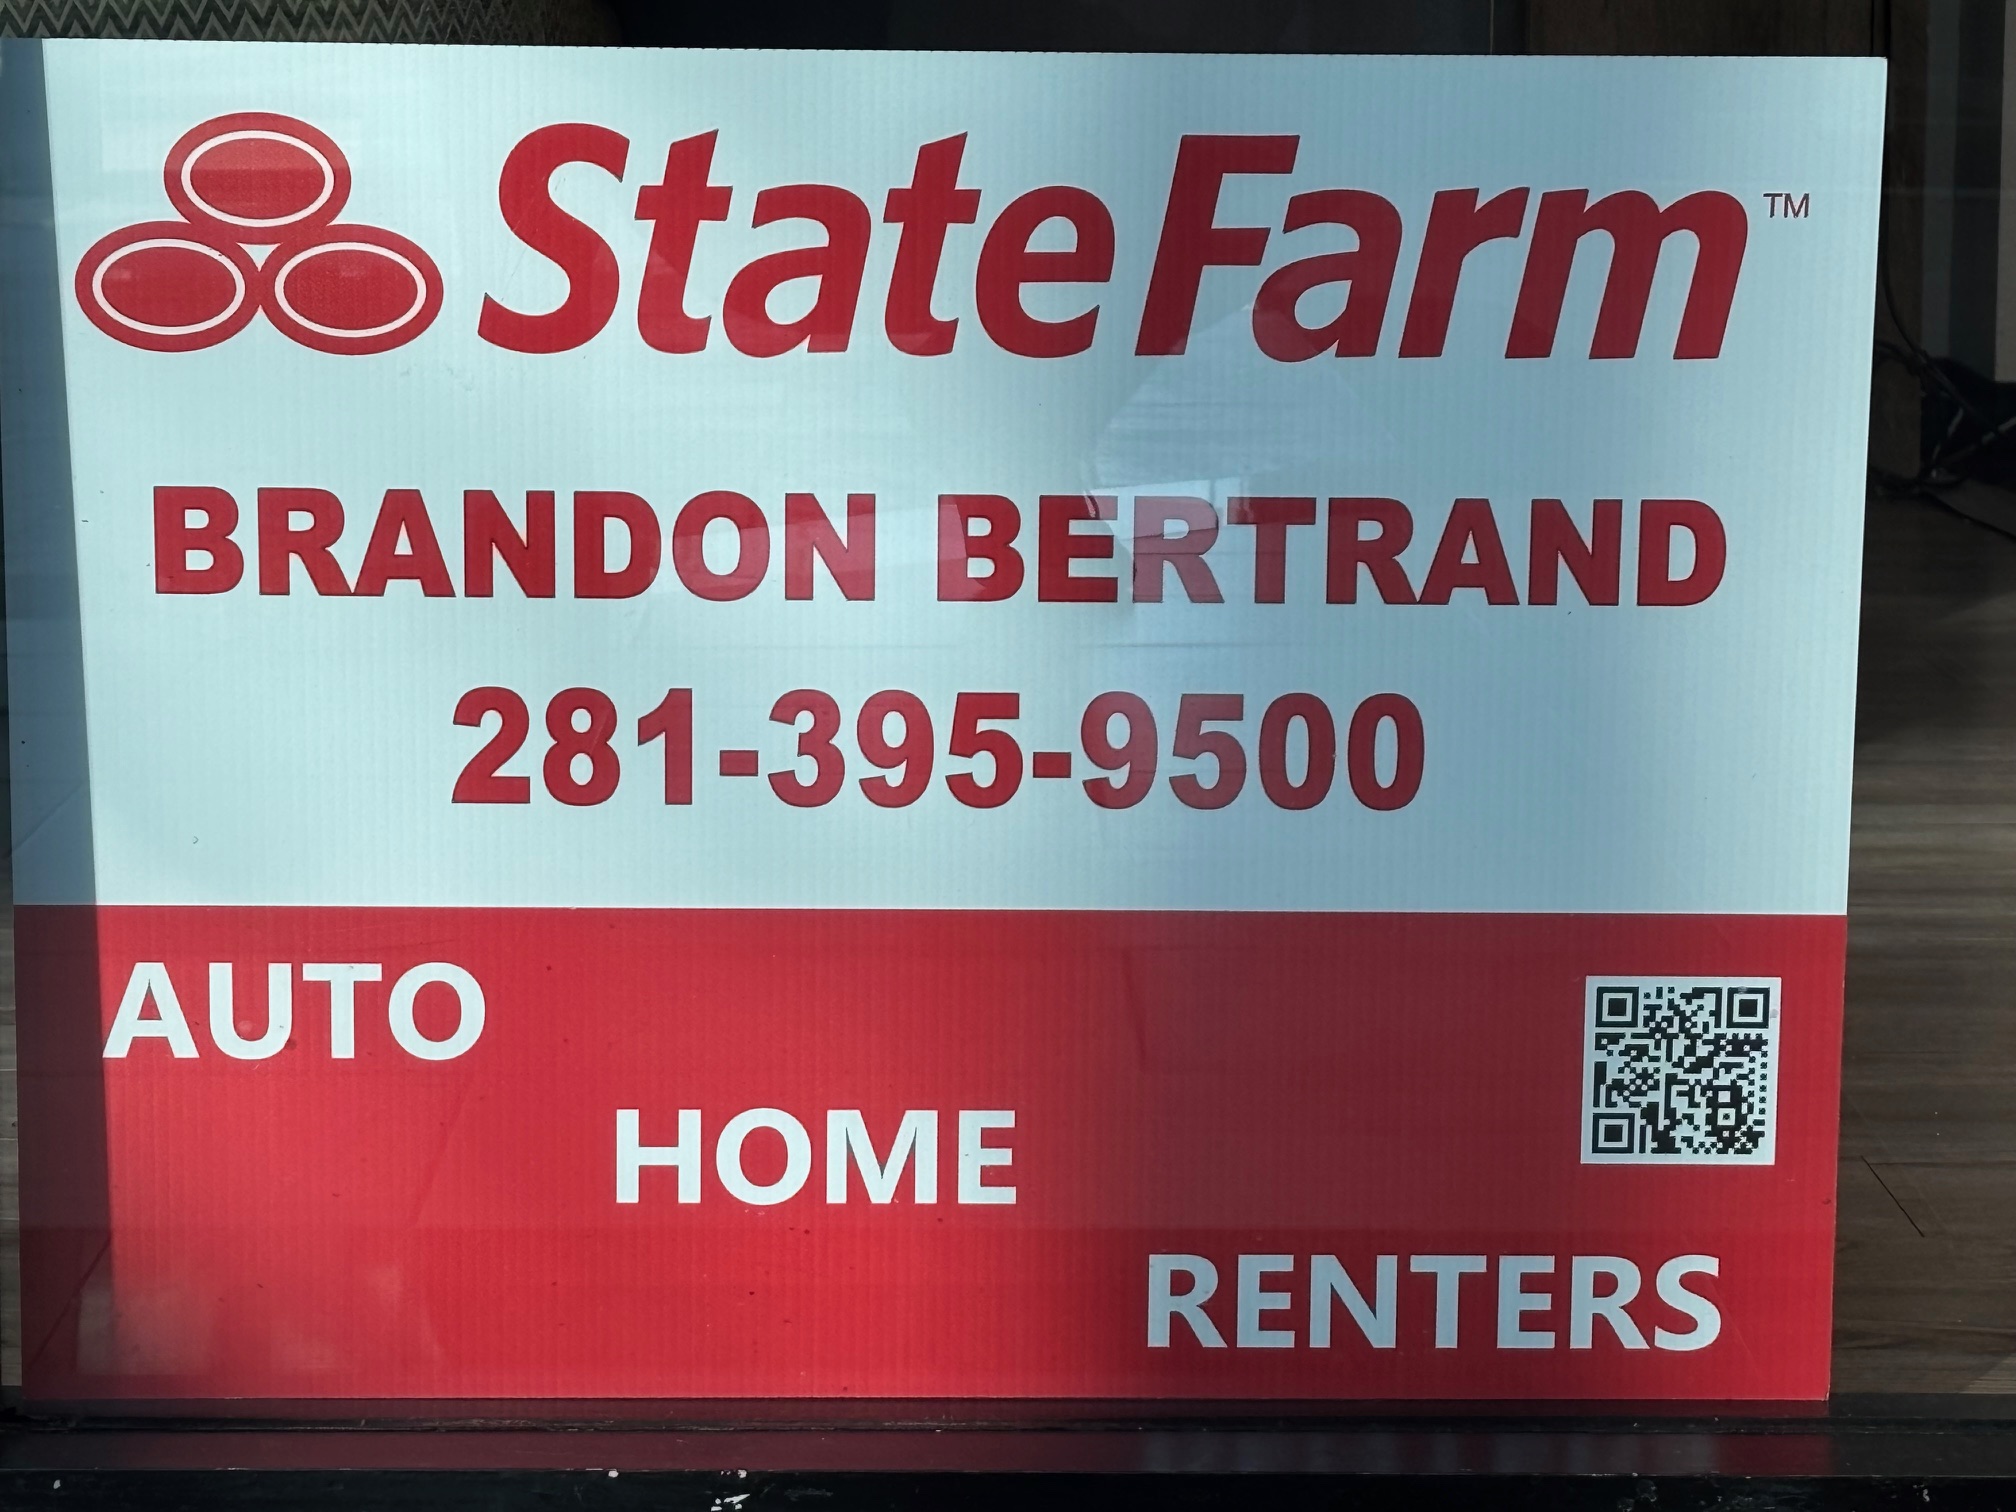 State Farm™
BRANDON BERTRAND
281-395-9500
AUTO
HOME
RENTERS